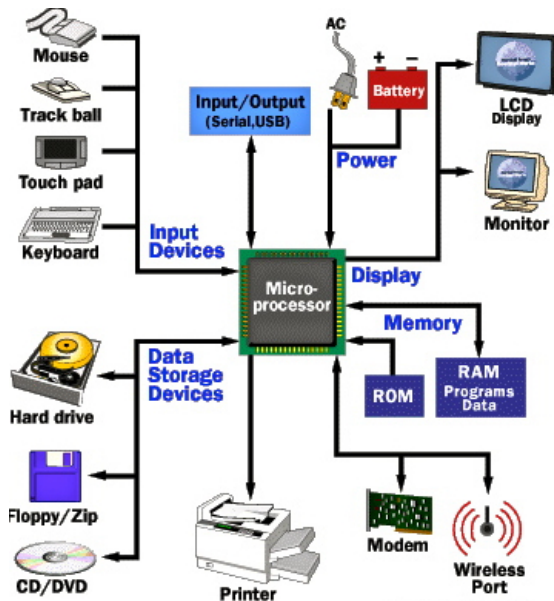 Mouse
Track ball
Touch pad
Keyboard
Input
Devices
Input/Output
(Serial,USB)
AC
+ −
Battery
Power
LCD
Display
Monitor
Display
Micro-
processor
Memory
ROM
RAM
Programs
Data
Data
Storage
Devices
Hard drive
Floppy/Zip
CD/DVD
Printer
Modem
Wireless
Port